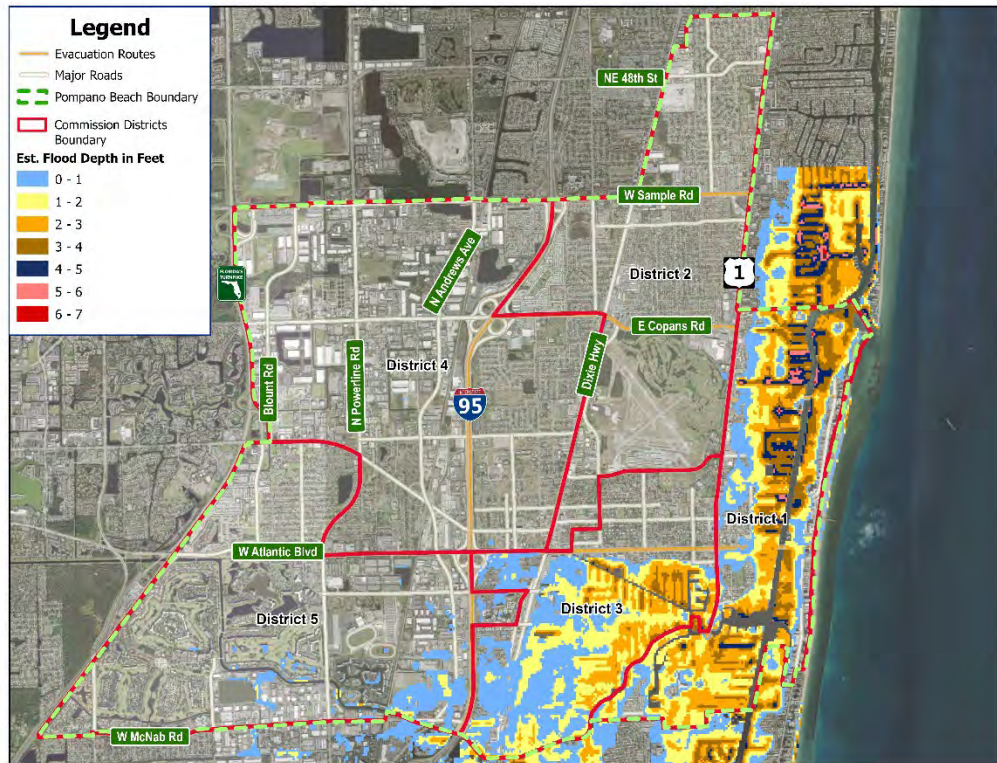 Legend
Evacuation Routes
Major Roads
Pompano Beach Boundary
Commission Districts
Boundary
Est. Flood Depth in Feet
0 - 1
1 - 2
2 - 3
3 - 4
4 - 5
5 - 6
6 - 7
NE 48th St
W Sample Rd
N Andrews Ave
District 2
1
FLORIDA'S
TURNPIKE
E Copans Rd
Blount Rd
N Powerline Rd
District 4
Dixie Hwy
95
District 1
W Atlantic Blvd
District 3
District 5
W McNab Rd